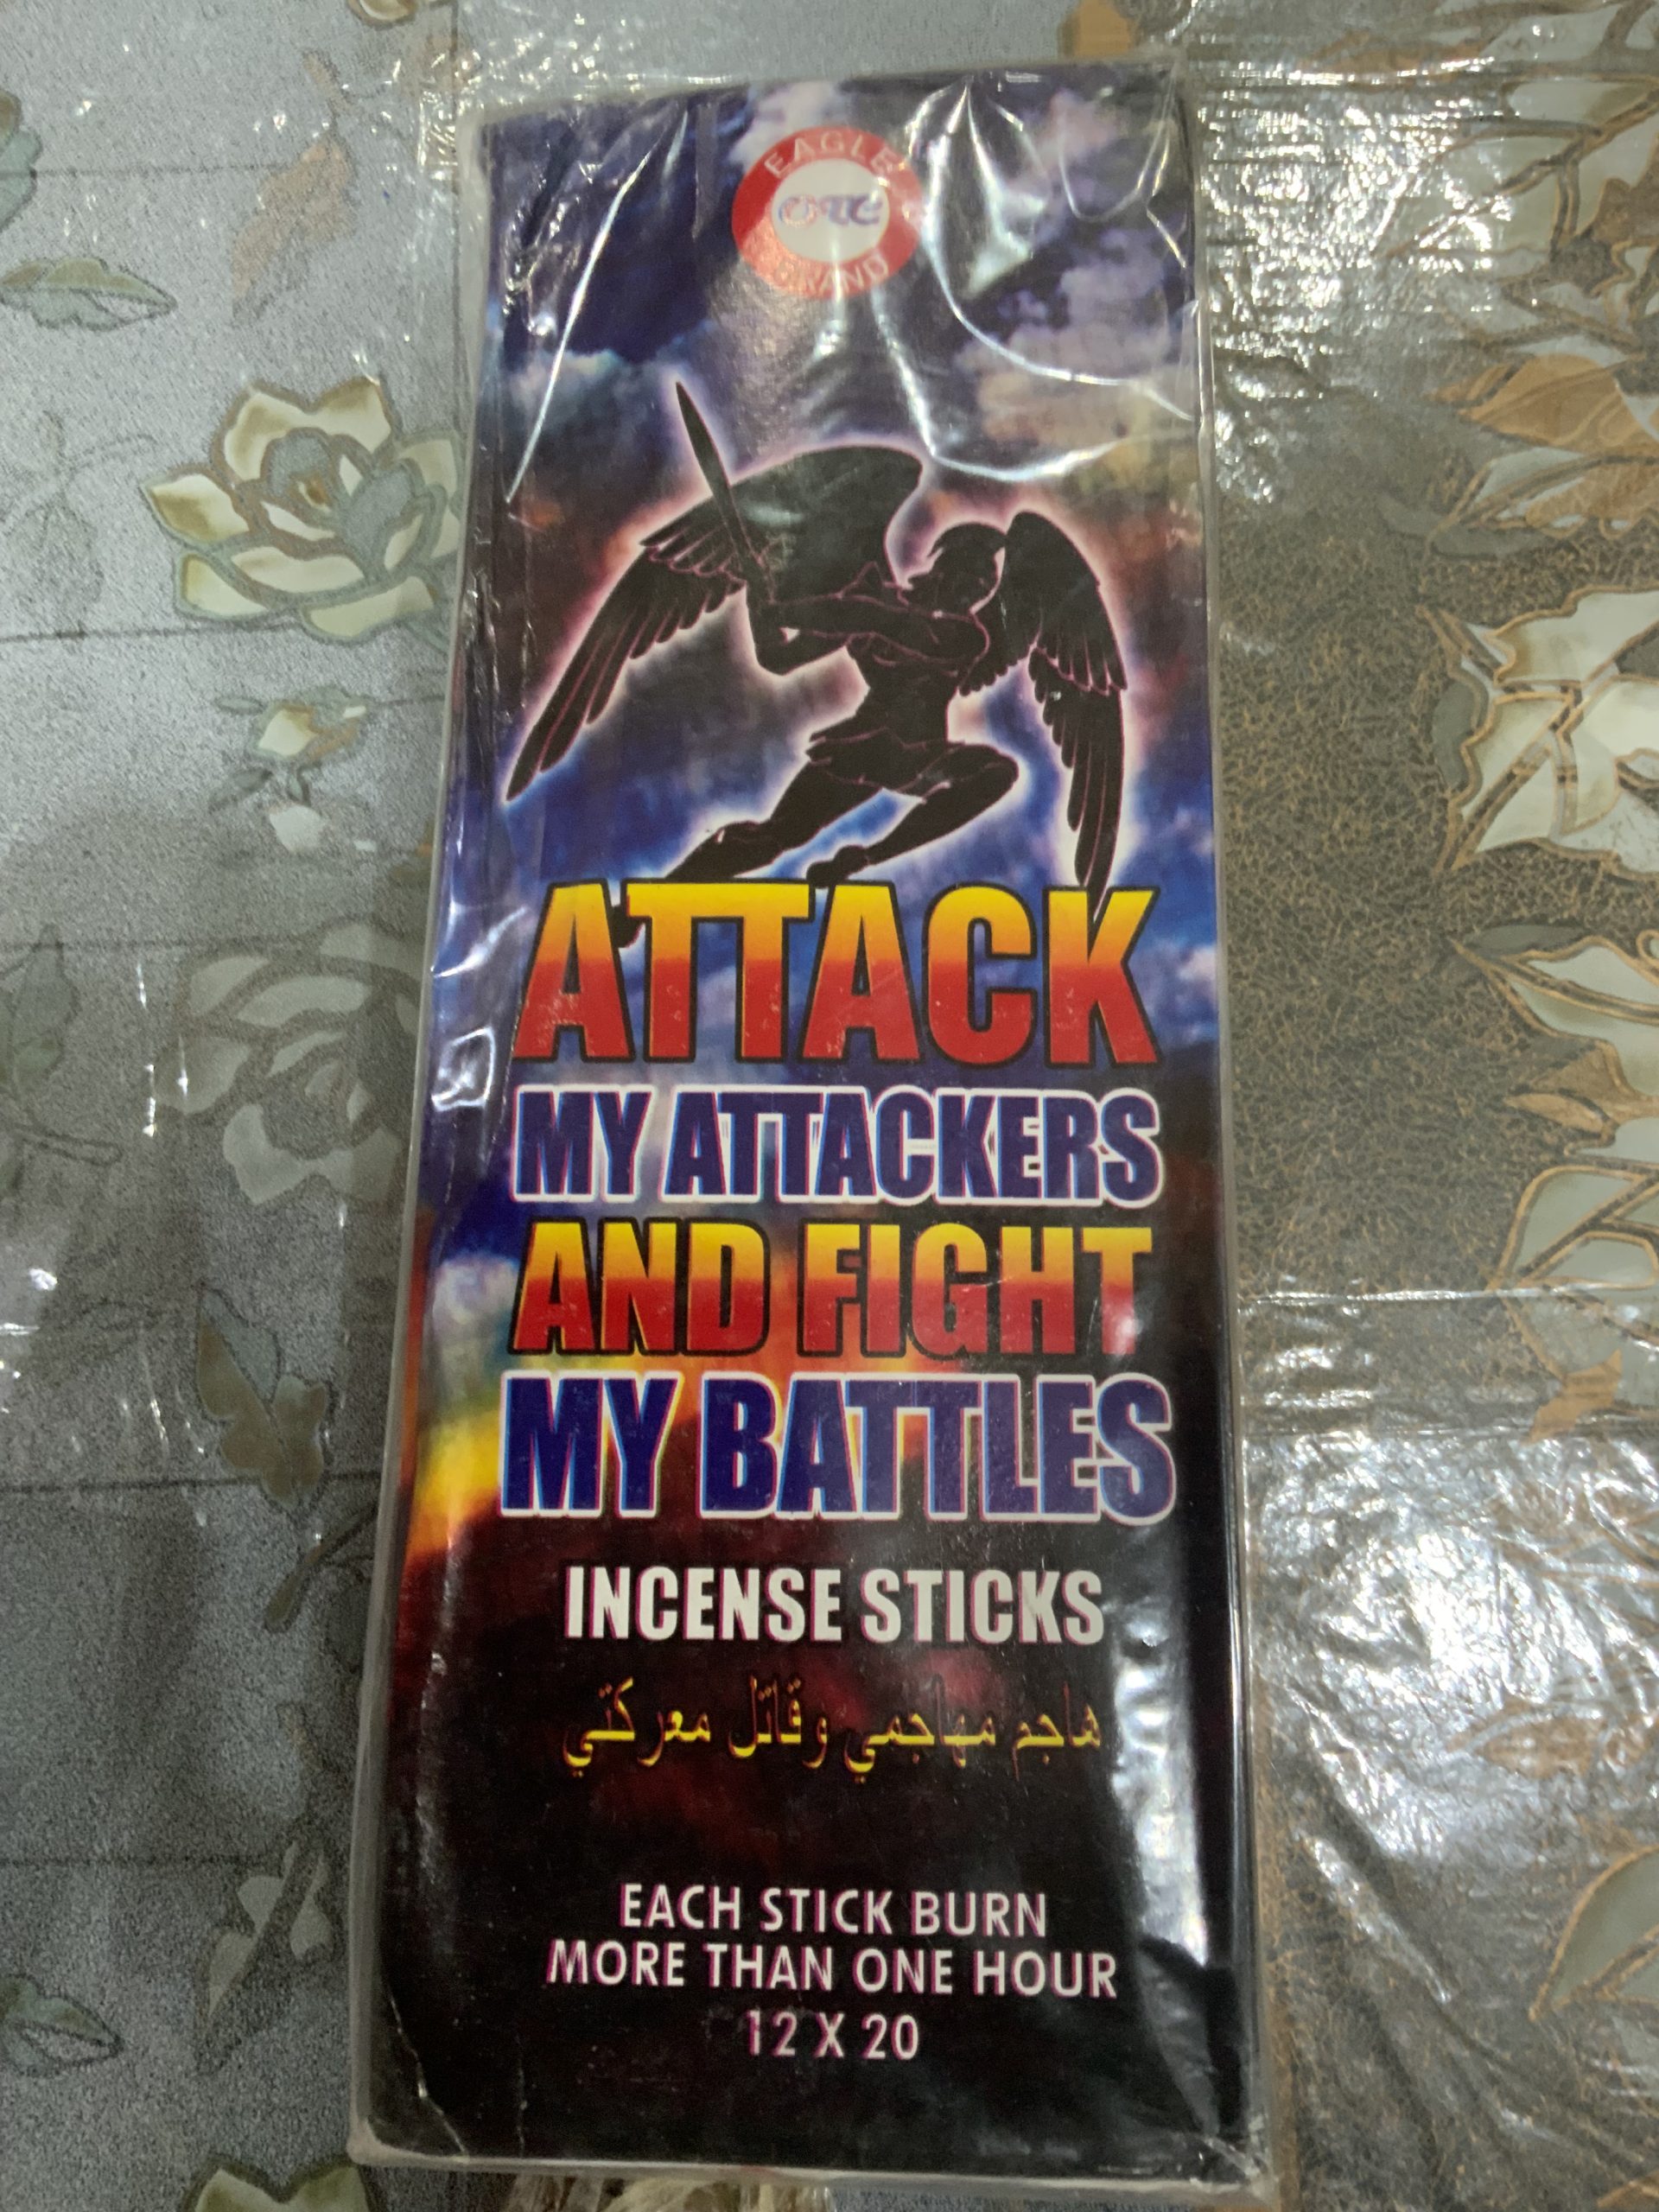 EAGLE
OTC
BRAND
ATTACK
MY ATTACKERS
AND FIGHT
MY BATTLES
INCENSE STICKS
هاجم مهاجمي وقاتل معركتي
EACH STICK BURN
MORE THAN ONE HOUR
12 X 20